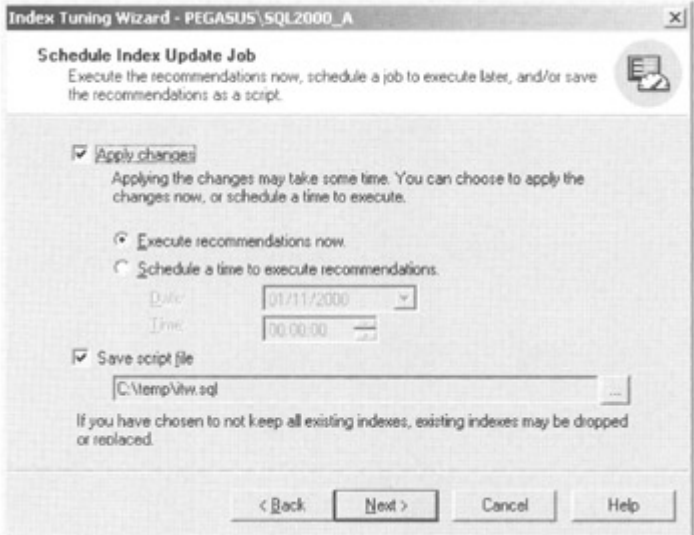 Index Tuning Wizard - PEGASUS\SQL2000_A
Schedule Index Update Job
Execute the recommendations now, schedule a job to execute later, and/or save
the recommendations as a script.
Apply changes
Applying the changes may take some time. You can choose to apply the
changes now, or schedule a time to execute.
Execute recommendations now.
Schedule a time to execute recommendations.
Date: 01/11/2000
Time: 00:00:00
Save script file
C:\temp\itw.sql ...
If you have chosen to not keep all existing indexes, existing indexes may be dropped
or replaced.
< Back Next > Cancel Help